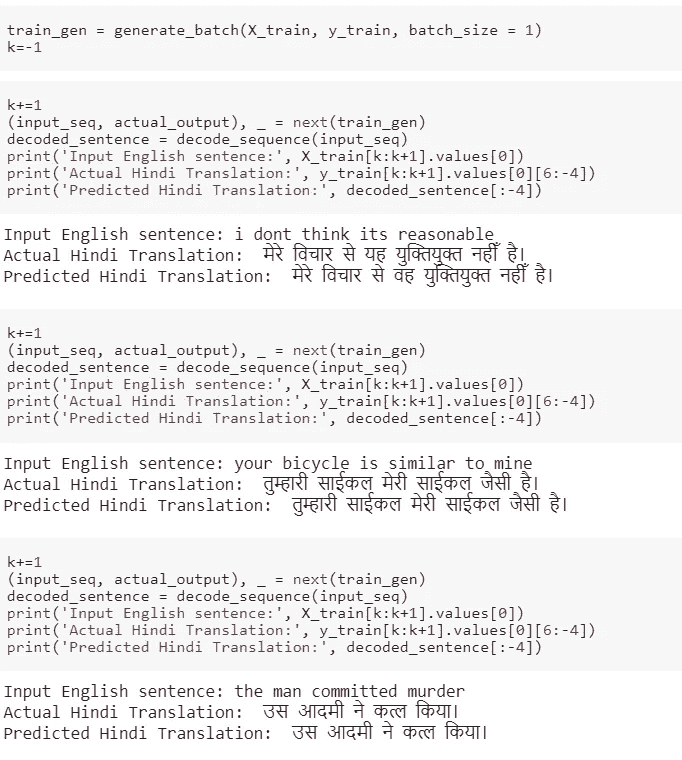 train_gen = generate_batch(X_train, y_train, batch_size = 1)
k=-1
k+=1
(input_seq, actual_output), _ = next(train_gen)
decoded_sentence = decode_sequence(input_seq)
print('Input English sentence:', X_train[k:k+1].values[0])
print('Actual Hindi Translation:', y_train[k:k+1].values[0][6:-4])
print('Predicted Hindi Translation:', decoded_sentence[:-4])
Input English sentence: i dont think its reasonable
Actual Hindi Translation:  मेरे विचार से यह युक्तियुक्त नहीँ है।
Predicted Hindi Translation:  मेरे विचार से वह युक्तियुक्त नहीँ है।
k+=1
(input_seq, actual_output), _ = next(train_gen)
decoded_sentence = decode_sequence(input_seq)
print('Input English sentence:', X_train[k:k+1].values[0])
print('Actual Hindi Translation:', y_train[k:k+1].values[0][6:-4])
print('Predicted Hindi Translation:', decoded_sentence[:-4])
Input English sentence: your bicycle is similar to mine
Actual Hindi Translation:  तुम्हारी साईकल मेरी साईकल जैसी है।
Predicted Hindi Translation:  तुम्हारी साईकल मेरी साईकल जैसी है।
k+=1
(input_seq, actual_output), _ = next(train_gen)
decoded_sentence = decode_sequence(input_seq)
print('Input English sentence:', X_train[k:k+1].values[0])
print('Actual Hindi Translation:', y_train[k:k+1].values[0][6:-4])
print('Predicted Hindi Translation:', decoded_sentence[:-4])
Input English sentence: the man committed murder
Actual Hindi Translation:  उस आदमी ने कत्ल किया।
Predicted Hindi Translation:  उस आदमी ने कत्ल किया।